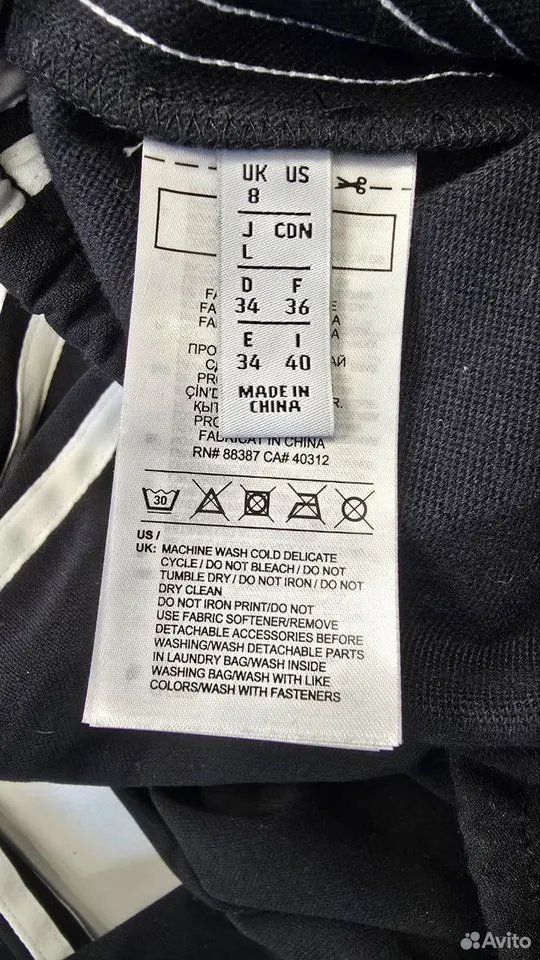 UK US
8
J CDN
L
D F
34 36
E I
34 40
MADE IN
CHINA
FABRICAT IN CHINA
RN# 88387 CA# 40312
30
US /
UK: MACHINE WASH COLD DELICATE
CYCLE / DO NOT BLEACH / DO NOT
TUMBLE DRY / DO NOT IRON / DO NOT
DRY CLEAN
DO NOT IRON PRINT/DO NOT
USE FABRIC SOFTENER/REMOVE
DETACHABLE ACCESSORIES BEFORE
WASHING/WASH DETACHABLE PARTS
IN LAUNDRY BAG/WASH INSIDE
WASHING BAG/WASH WITH LIKE
COLORS/WASH WITH FASTENERS
Avito